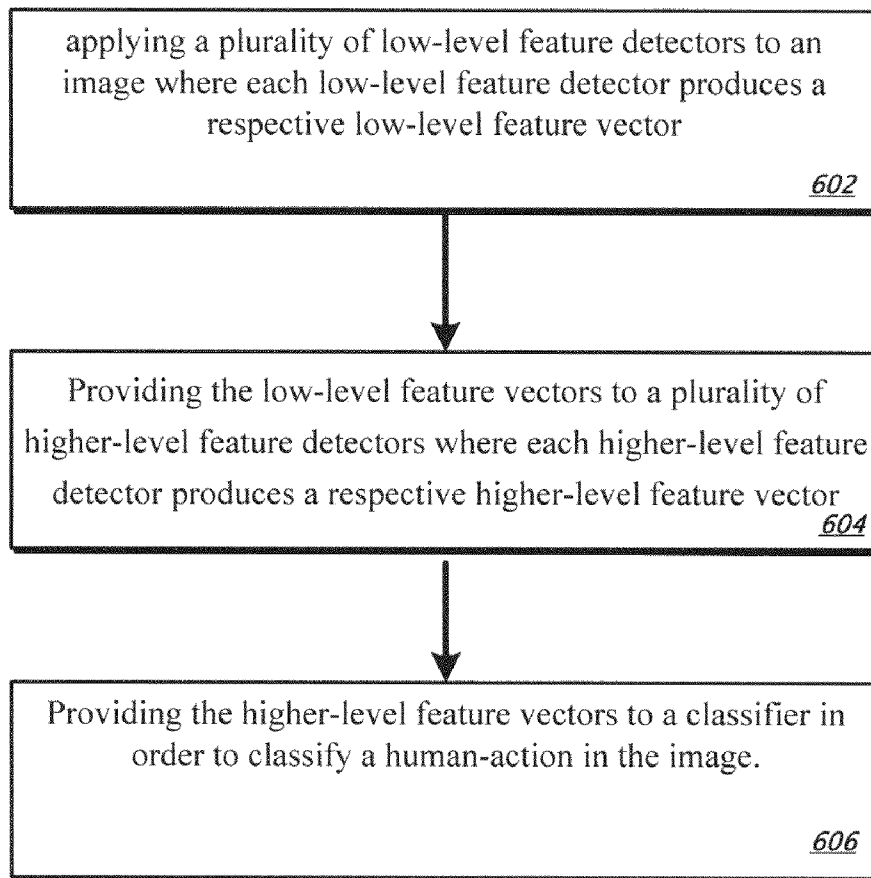 applying a plurality of low-level feature detectors to an
image where each low-level feature detector produces a
respective low-level feature vector
602
Providing the low-level feature vectors to a plurality of
higher-level feature detectors where each higher-level feature
detector produces a respective higher-level feature vector
604
Providing the higher-level feature vectors to a classifier in
order to classify a human-action in the image.
606